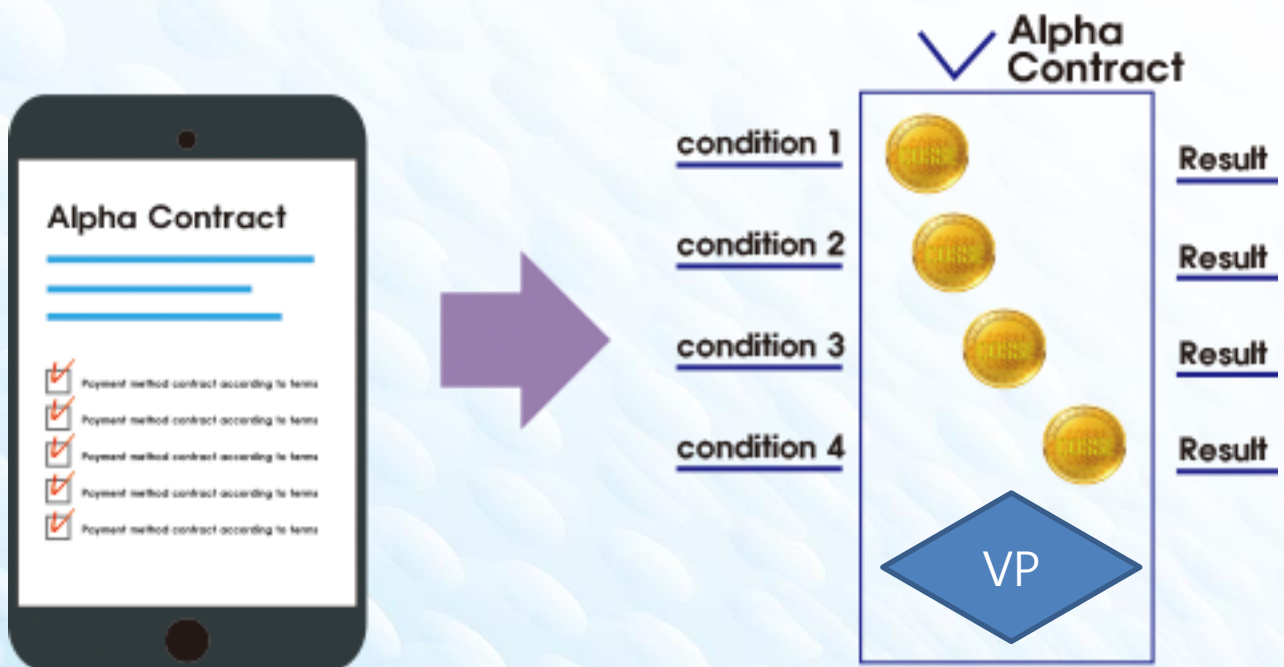 Alpha Contract
Payment method contract according to terms
Payment method contract according to terms
Payment method contract according to terms
Payment method contract according to terms
Payment method contract according to terms
Alpha
Contract
condition 1
Result
condition 2
Result
condition 3
Result
condition 4
Result
VP